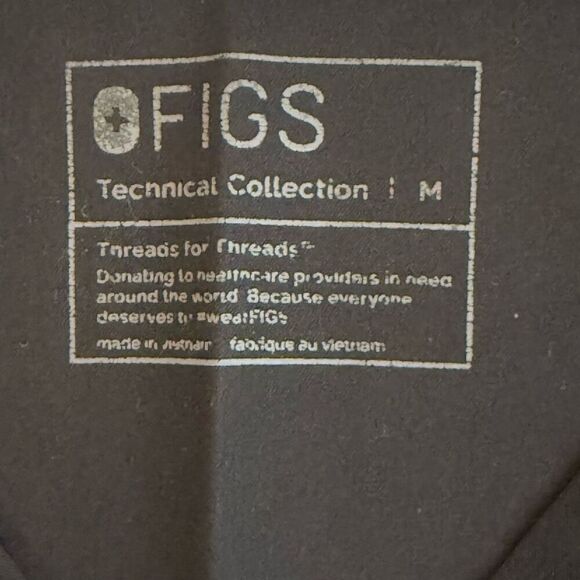 FIGS
Technical Collection | M
Threads for Threads™
Donating to healthcare providers in need
around the world. Because everyone
deserves to #wearFIGS
made in vietnam fabriqué au vietnam